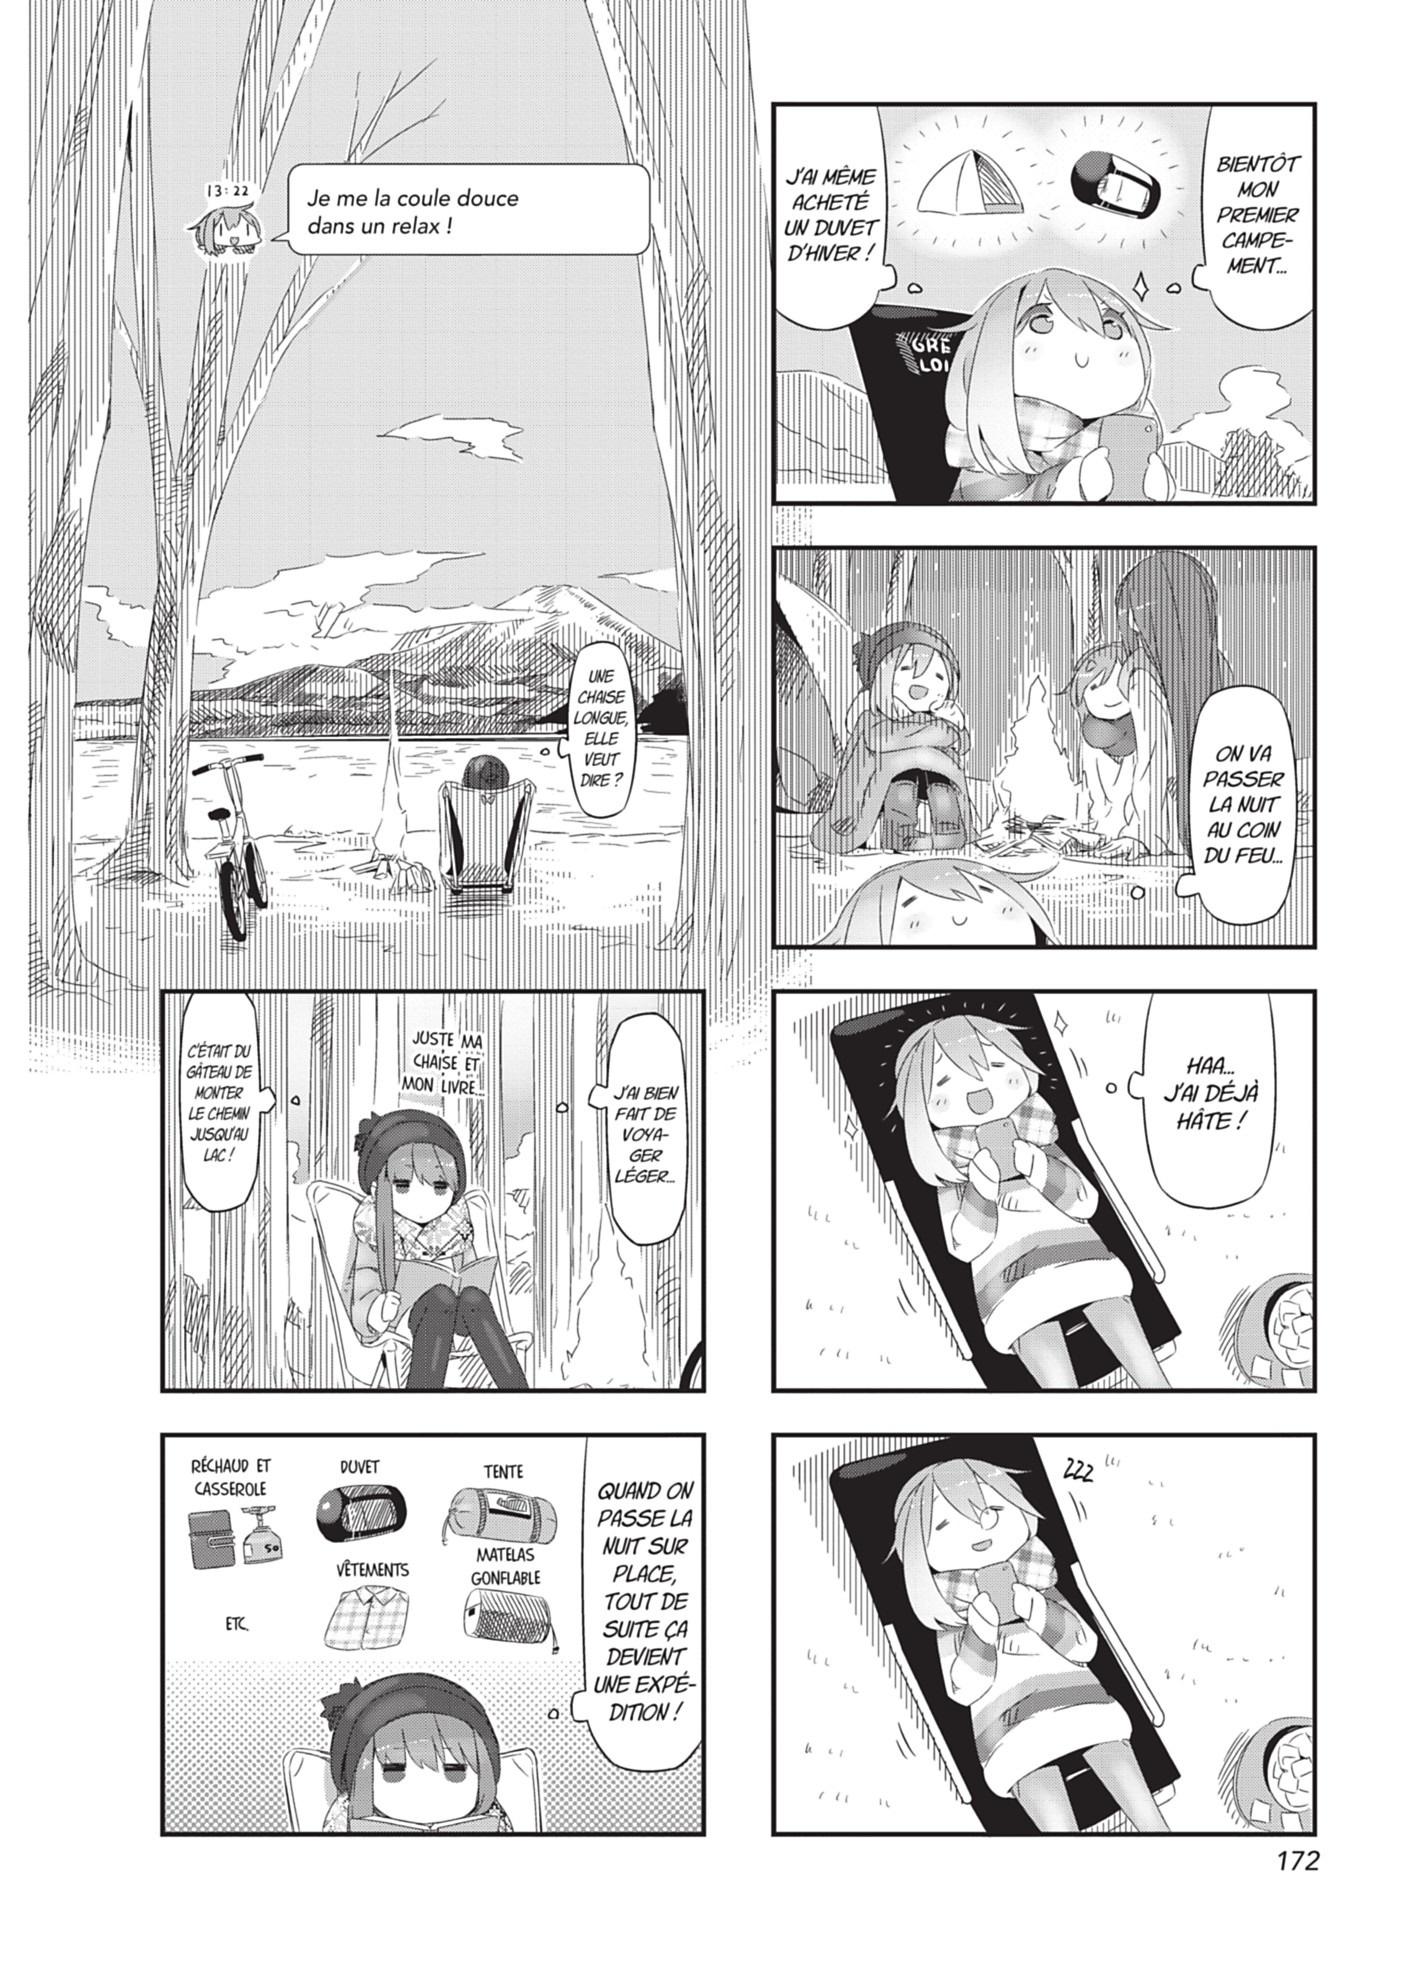 BIENTÔT
MON
PREMIER
CAMPE-
MENT...
J'AI MÊME
ACHETÉ
UN DUVET
D'HIVER !
GRE
LOI
ON VA
PASSER
LA NUIT
AU COIN
DU FEU...
HAA...
J'AI DÉJÀ
HÂTE !
ZZZ
13:22
Je me la coule douce
dans un relax !
UNE
CHAISE
LONGUE,
ELLE
VEUT
DIRE ?
J'AI BIEN
FAIT DE
VOYA-
GER
LÉGER...
JUSTE MA
CHAISE ET
MON LIVRE...
C'ÉTAIT DU
GÂTEAU DE
MONTER
LE CHEMIN
JUSQU'AU
LAC !
QUAND ON
PASSE LA
NUIT SUR
PLACE,
TOUT DE
SUITE ÇA
DEVIENT
UNE EXPÉ-
DITION !
TENTE
DUVET
RÉCHAUD ET
CASSEROLE
50
MATELAS
GONFLABLE
VÊTEMENTS
ETC.
172